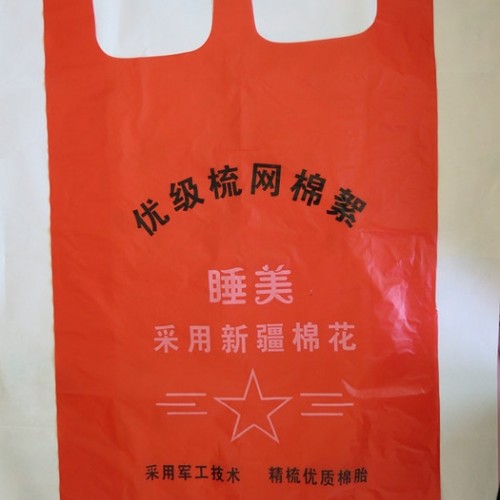 优级梳网棉絮
睡美
采用新疆棉花
采用军工技术 精梳优质棉胎